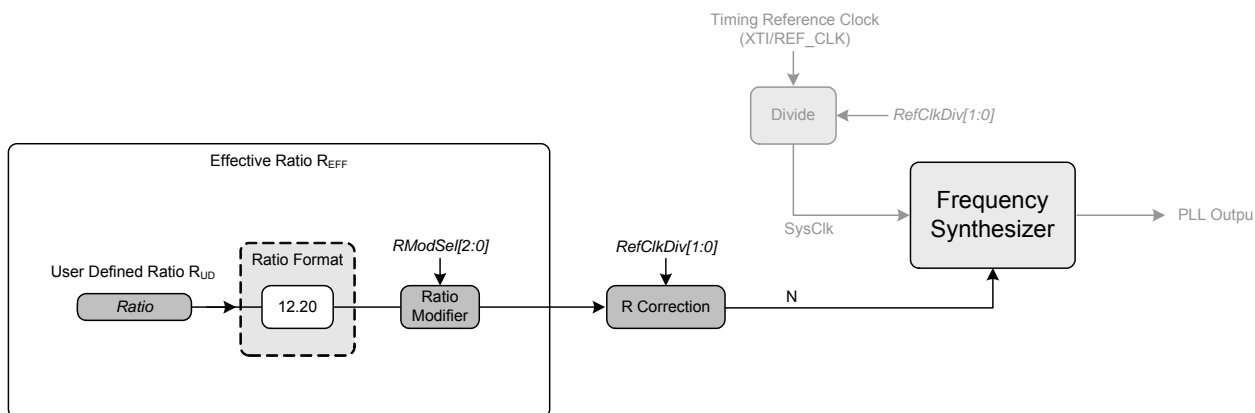 Timing Reference Clock
(XTI/REF_CLK)
Divide
RefClkDiv[1:0]
Effective Ratio REFF
Frequency
Synthesizer
PLL Output
SysClk
RModSel[2:0]
RefClkDiv[1:0]
User Defined Ratio RUD
Ratio Format
Ratio
12.20
Ratio
Modifier
R Correction
N